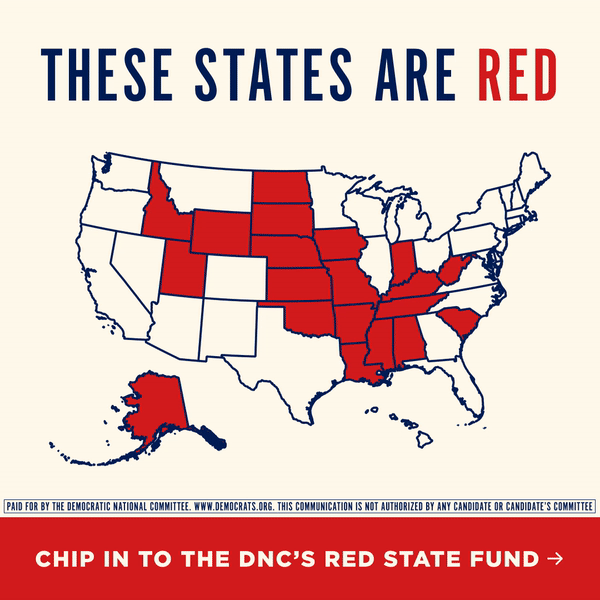 THESE STATES ARE RED
PAID FOR BY THE DEMOCRATIC NATIONAL COMMITTEE. WWW.DEMOCRATS.ORG. THIS COMMUNICATION IS NOT AUTHORIZED BY ANY CANDIDATE OR CANDIDATE'S COMMITTEE
CHIP IN TO THE DNC'S RED STATE FUND →